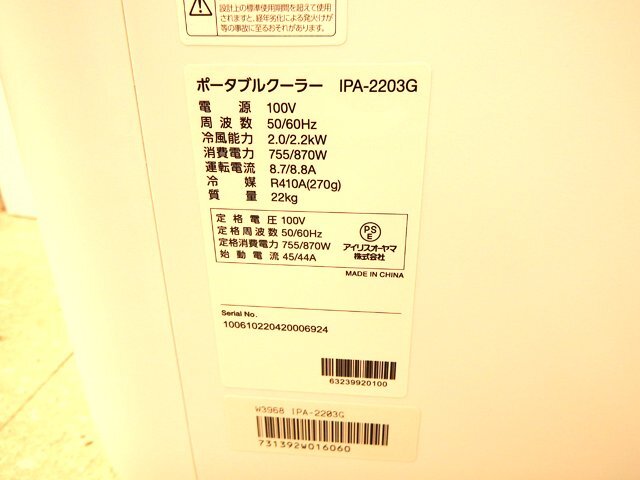 設計上の標準使用期間を超えて使用
されますと、経年劣化による発火けが
等の事故に至るおそれがあります。
ポータブルクーラー IPA-2203G
電源 100V
周波数 50/60Hz
冷風能力 2.0/2.2kW
消費電力 755/870W
運転電流 8.7/8.8A
冷媒 R410A(270g)
質量 22kg
定格電圧 100V
定格周波数 50/60Hz
定格消費電力 755/870W
始動電流 45/44A
PS
E
アイリスオーヤマ
株式会社
MADE IN CHINA
Serial No.
100610220420006924
63239920100
W3968 IPA-2203G
731392W016060